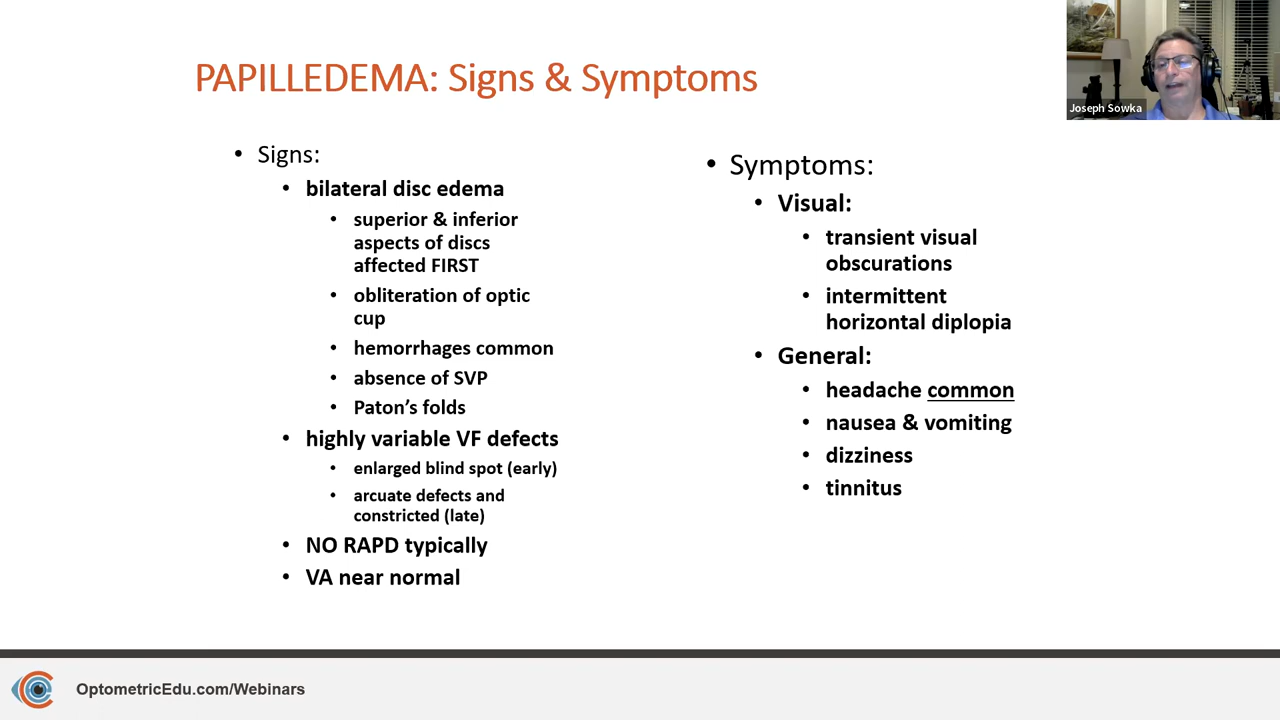 PAPILLEDEMA: Signs & Symptoms
Joseph Sowka
• Signs:
• bilateral disc edema
• superior & inferior
aspects of discs
affected FIRST
• obliteration of optic
cup
• hemorrhages common
• absence of SVP
• Paton’s folds
• highly variable VF defects
• enlarged blind spot (early)
• arcuate defects and
constricted (late)
• NO RAPD typically
• VA near normal
• Symptoms:
• Visual:
• transient visual
obscurations
• intermittent
horizontal diplopia
• General:
• headache common
• nausea & vomiting
• dizziness
• tinnitus
OptometricEdu.com/Webinars